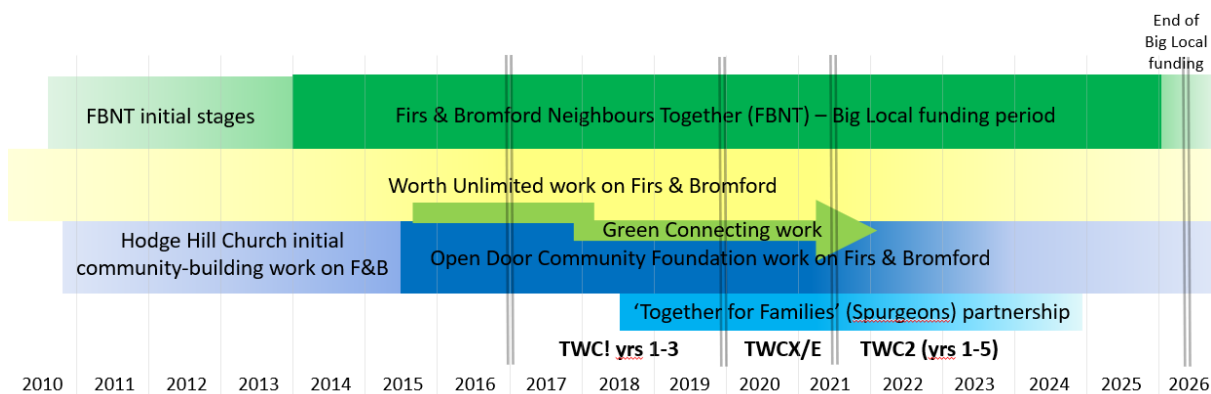 End of
Big Local
funding
FBNT initial stages
Firs & Bromford Neighbours Together (FBNT) – Big Local funding period
Worth Unlimited work on Firs & Bromford
Green Connecting work
Hodge Hill Church initial
community-building work on F&B
Open Door Community Foundation work on Firs & Bromford
‘Together for Families’ (Spurgeons) partnership
TWC! yrs 1-3
TWCX/E
TWC2 (yrs 1-5)
2010 2011 2012 2013 2014 2015 2016 2017 2018 2019 2020 2021 2022 2023 2024 2025 2026